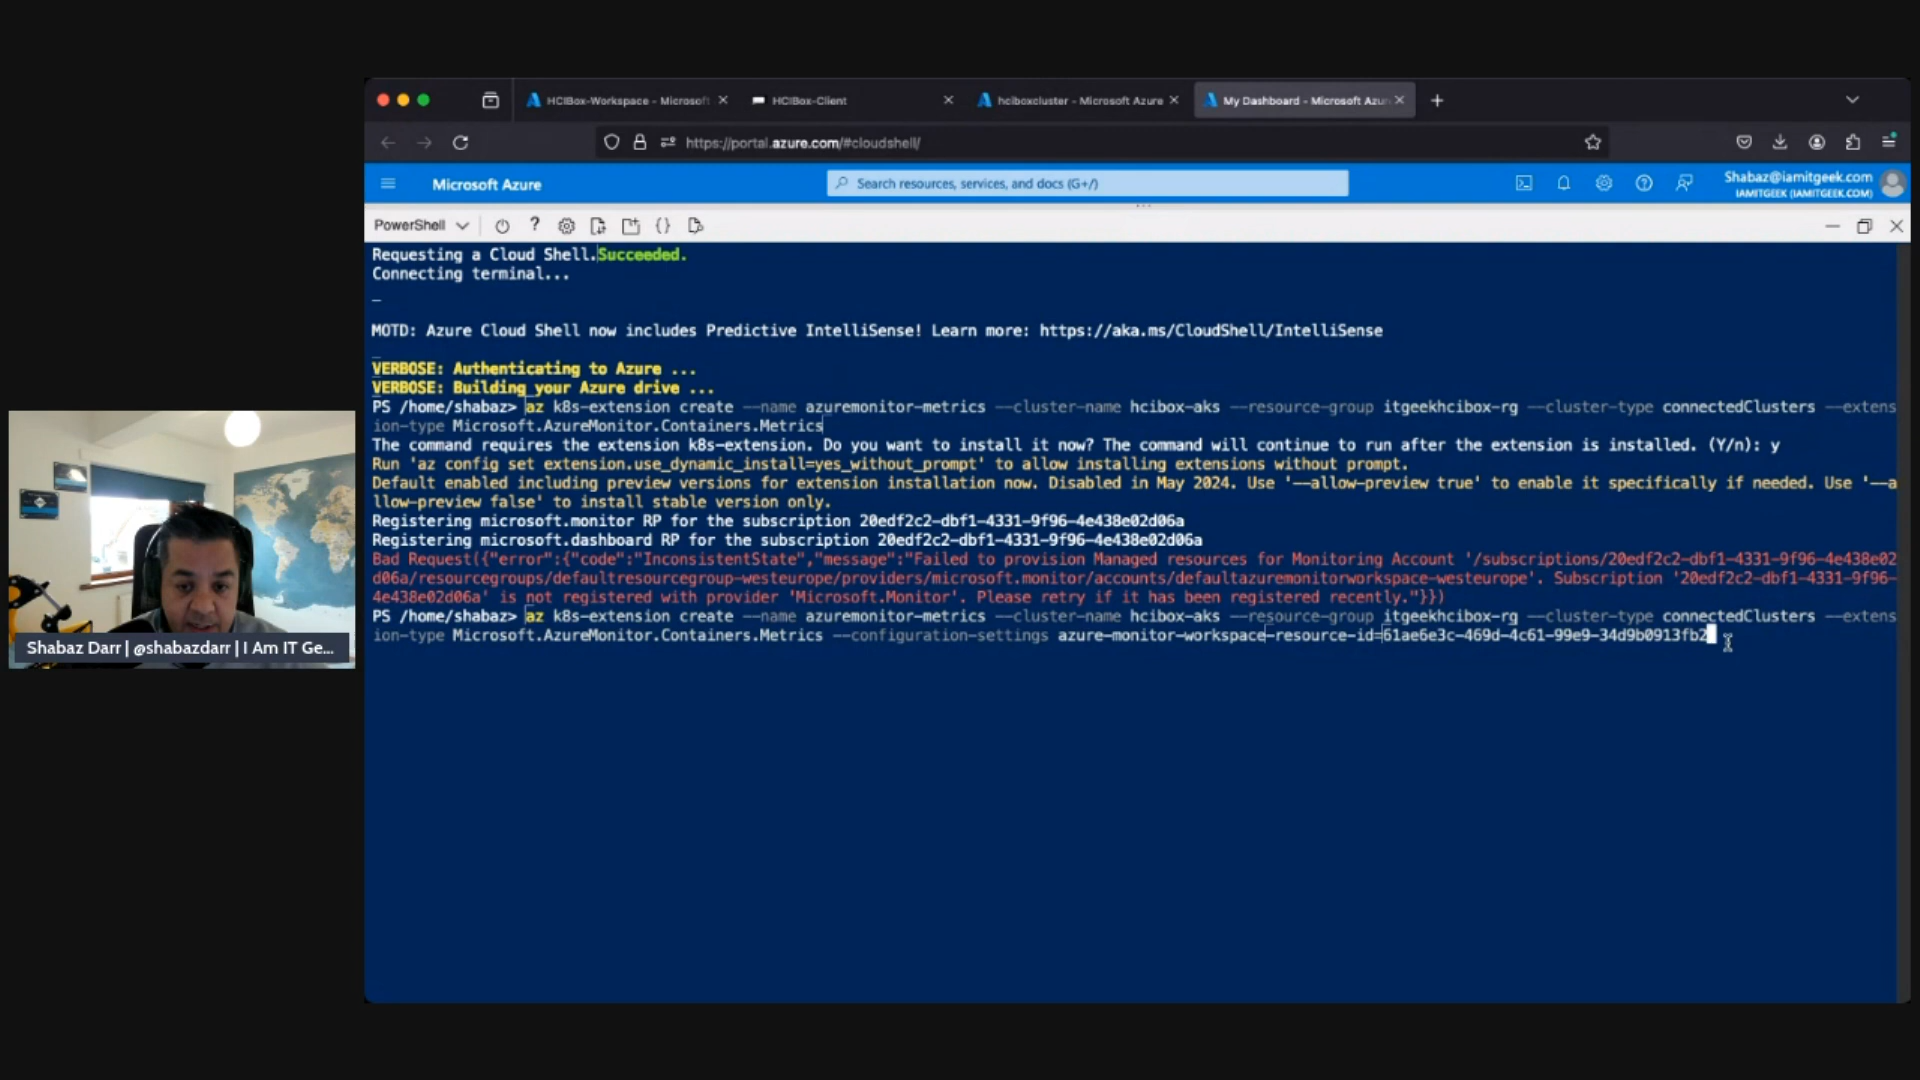 HCIBox-Workspace - Microsoft
HCIBox-Client
hciboxcluster - Microsoft Azure
My Dashboard - Microsoft Azur
https://portal.azure.com/#cloudshell/
Microsoft Azure
Search resources, services, and docs (G+/)
Shabaz@iamitgeek.com
IAMITGEEK (IAMITGEEK.COM)
PowerShell
Requesting a Cloud Shell.Succeeded.
Connecting terminal...
MOTD: Azure Cloud Shell now includes Predictive IntelliSense! Learn more: https://aka.ms/CloudShell/IntelliSense
VERBOSE: Authenticating to Azure ...
VERBOSE: Building your Azure drive ...
PS /home/shabaz> az k8s-extension create --name azuremonitor-metrics --cluster-name hcibox-aks --resource-group itgeekhcibox-rg --cluster-type connectedClusters --extens
ion-type Microsoft.AzureMonitor.Containers.Metrics
The command requires the extension k8s-extension. Do you want to install it now? The command will continue to run after the extension is installed. (Y/n): y
Run 'az config set extension.use_dynamic_install=yes_without_prompt' to allow installing extensions without prompt.
Default enabled including preview versions for extension installation now. Disabled in May 2024. Use '--allow-preview true' to enable it specifically if needed. Use '--a
llow-preview false' to install stable version only.
Registering microsoft.monitor RP for the subscription 20edf2c2-dbf1-4331-9f96-4e438e02d06a
Registering microsoft.dashboard RP for the subscription 20edf2c2-dbf1-4331-9f96-4e438e02d06a
Bad Request({"error":{"code":"InconsistentState","message":"Failed to provision Managed resources for Monitoring Account '/subscriptions/20edf2c2-dbf1-4331-9f96-4e438e02
d06a/resourcegroups/defaultresourcegroup-westeurope/providers/microsoft.monitor/accounts/defaultazuremonitorworkspace-westeurope'. Subscription '20edf2c2-dbf1-4331-9f96-
4e438e02d06a' is not registered with provider 'Microsoft.Monitor'. Please retry if it has been registered recently."}})
PS /home/shabaz> az k8s-extension create --name azuremonitor-metrics --cluster-name hcibox-aks --resource-group itgeekhcibox-rg --cluster-type connectedClusters --extens
ion-type Microsoft.AzureMonitor.Containers.Metrics --configuration-settings azure-monitor-workspace-resource-id=61ae6e3c-469d-4c61-99e9-34d9b0913fb2
Shabaz Darr | @shabazdarr | I Am IT Ge...